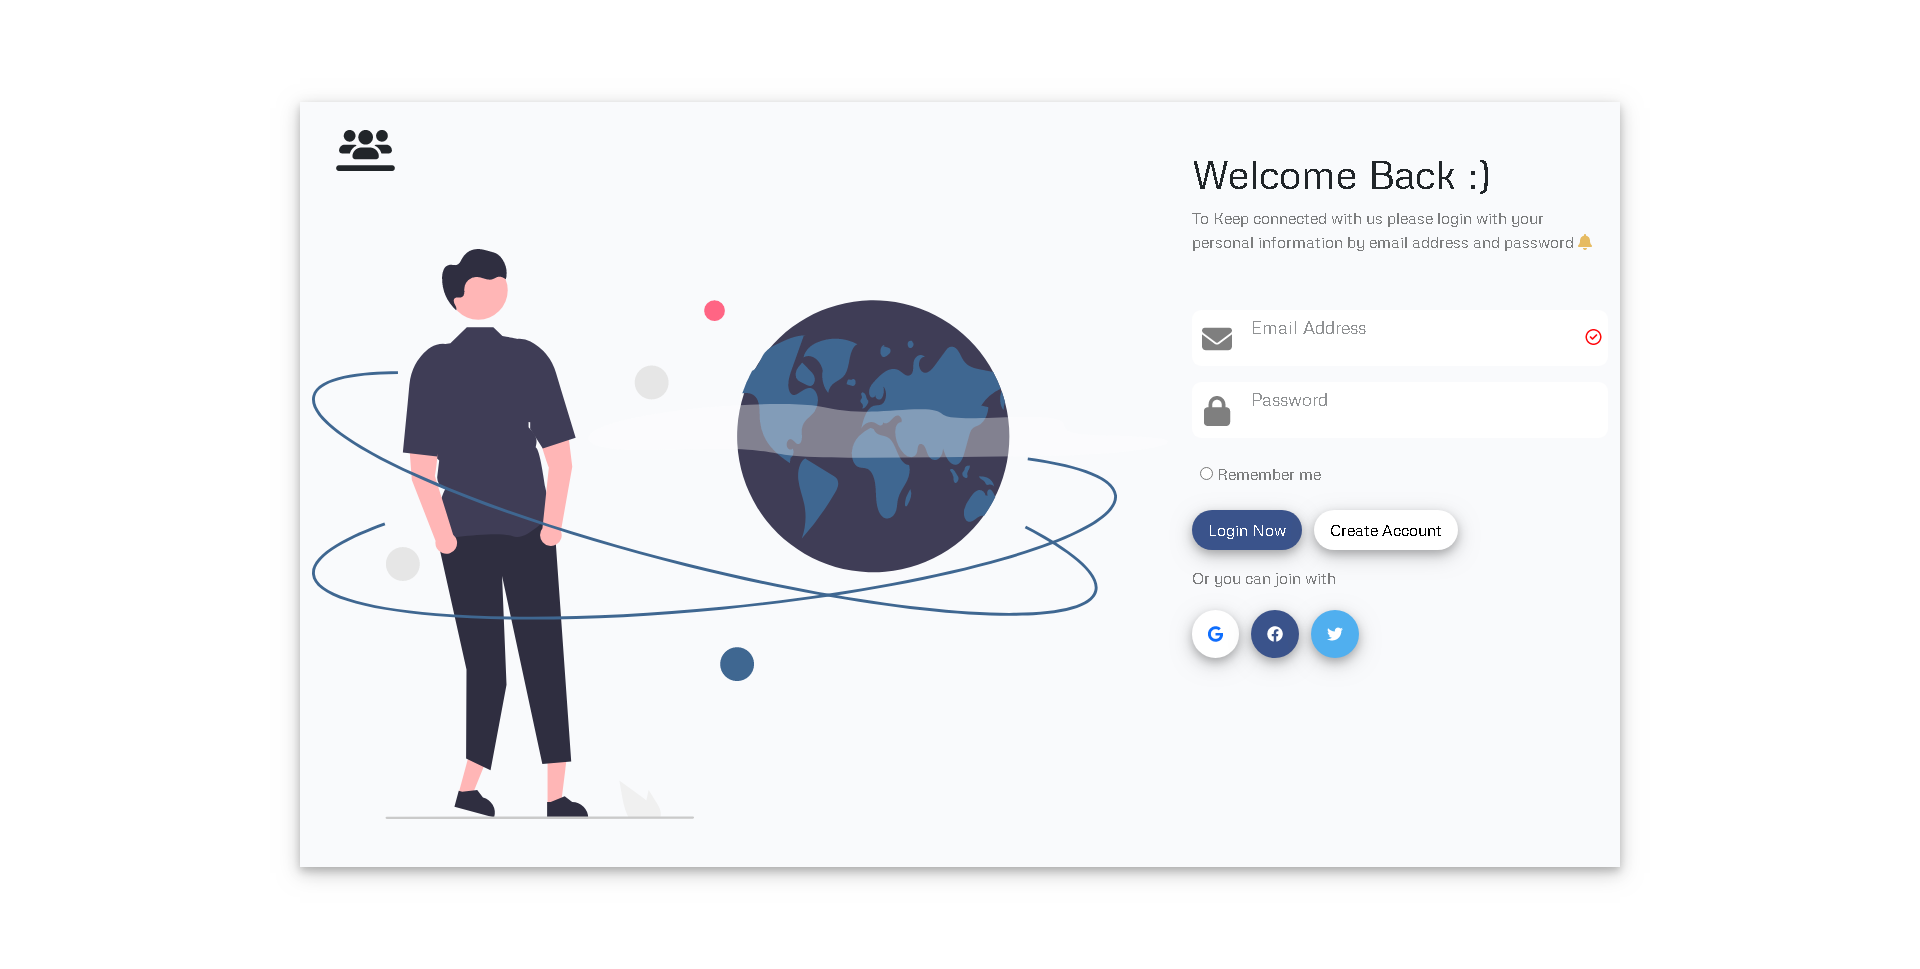 Welcome Back :)
To Keep connected with us please login with your
personal information by email address and password
Email Address
Password
Remember me
Login Now
Create Account
Or you can join with